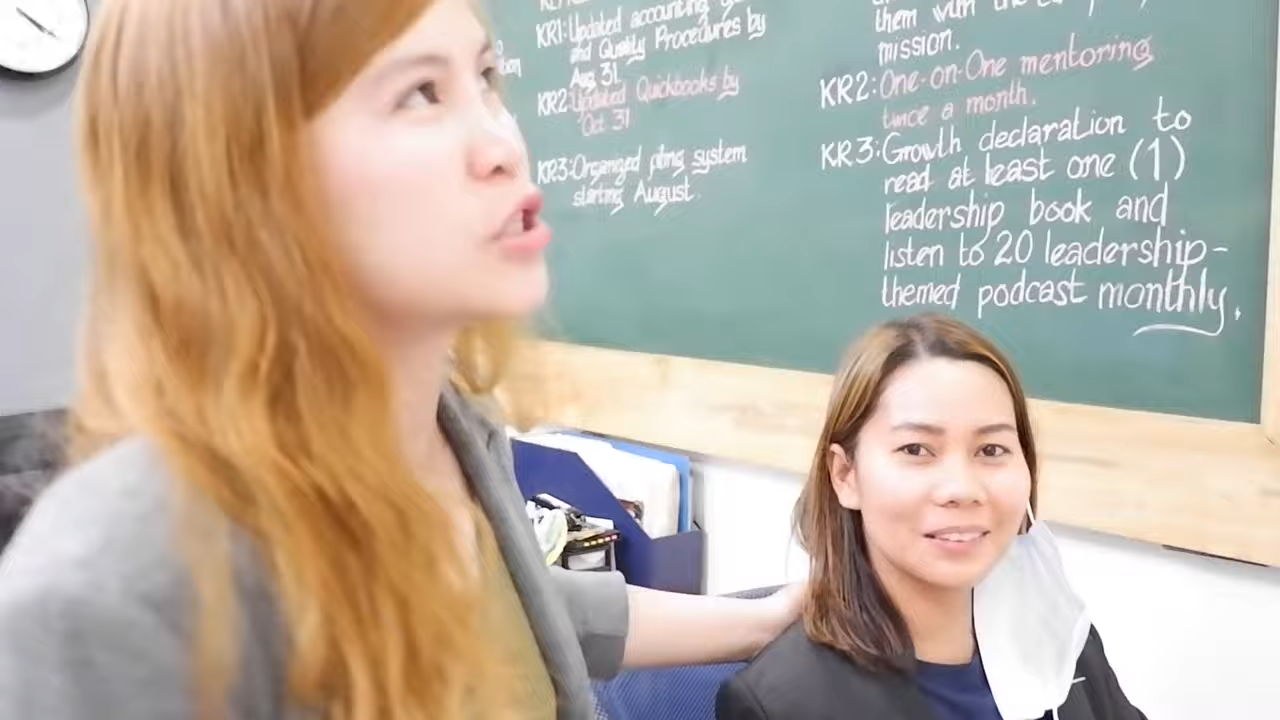 KR1: Updated accounting
and Quality Procedures by
Aug 31
KR2: Updated Quickbooks by
Oct 31
KR3: Organized filing system
starting August.
them with the
mission.
KR2: One-on-One mentoring
twice a month.
KR3: Growth declaration to
read at least one (1)
leadership book and
listen to 20 leadership-
themed podcast monthly.